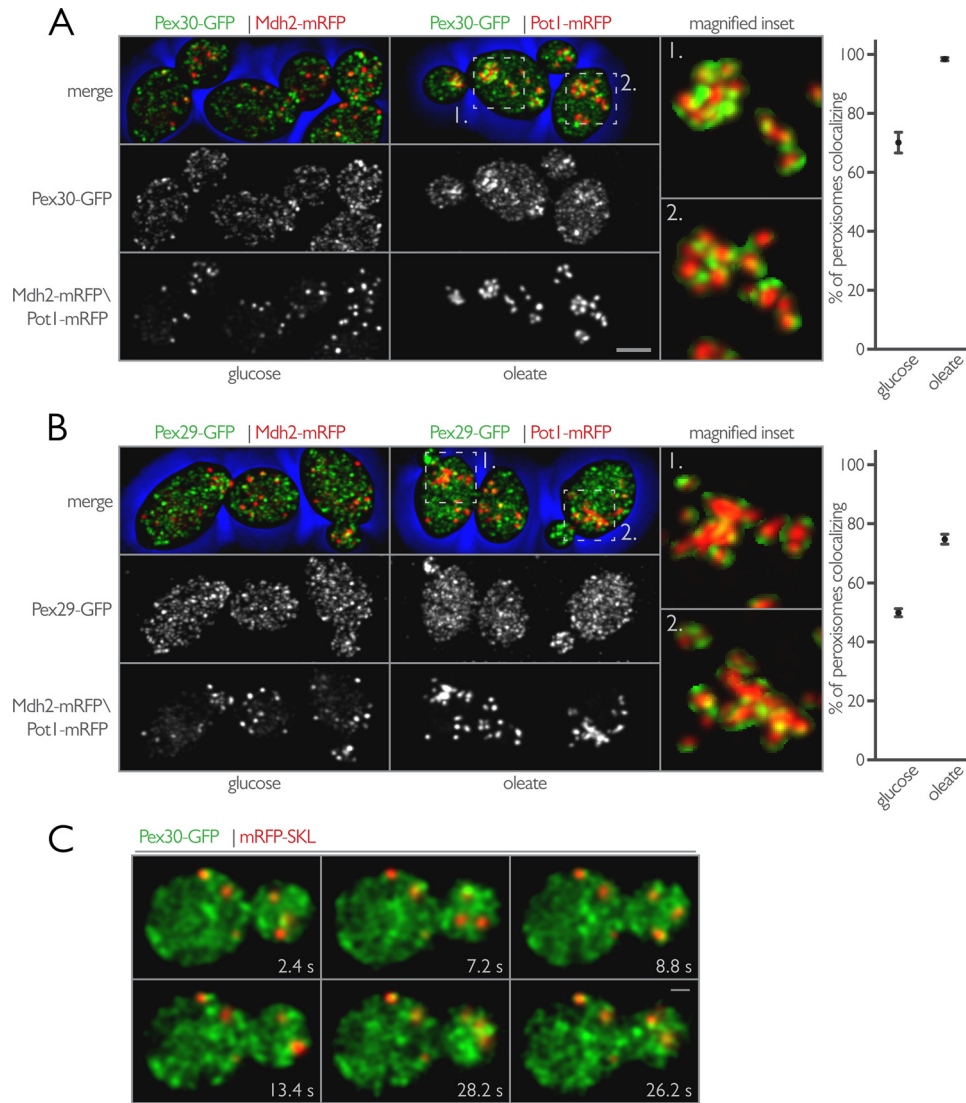 A
Pex30-GFP | Mdh2-mRFP
Pex30-GFP | Pot1-mRFP
magnified inset
merge
1.
2.
1.
2.
Pex30-GFP
Mdh2-mRFP\
Pot1-mRFP
glucose
oleate
% of peroxisomes colocalizing
100
80
60
40
20
0
glucose
oleate
B
Pex29-GFP | Mdh2-mRFP
Pex29-GFP | Pot1-mRFP
magnified inset
merge
1.
2.
1.
2.
Pex29-GFP
Mdh2-mRFP\
Pot1-mRFP
glucose
oleate
% of peroxisomes colocalizing
100
80
60
40
20
0
glucose
oleate
C
Pex30-GFP | mRFP-SKL
2.4 s
7.2 s
8.8 s
13.4 s
28.2 s
26.2 s